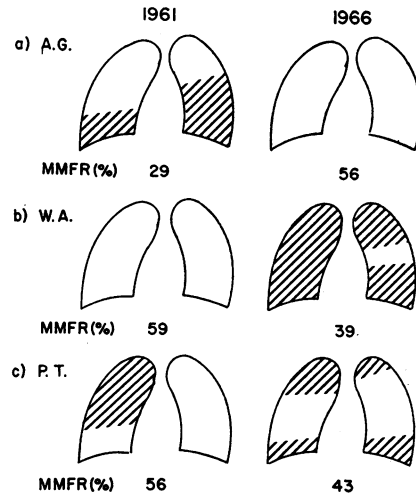 1961 1966
a) A.G.
MMFR (%) 29 56
b) W.A.
MMFR (%) 59 39
c) P.T.
MMFR (%) 56 43